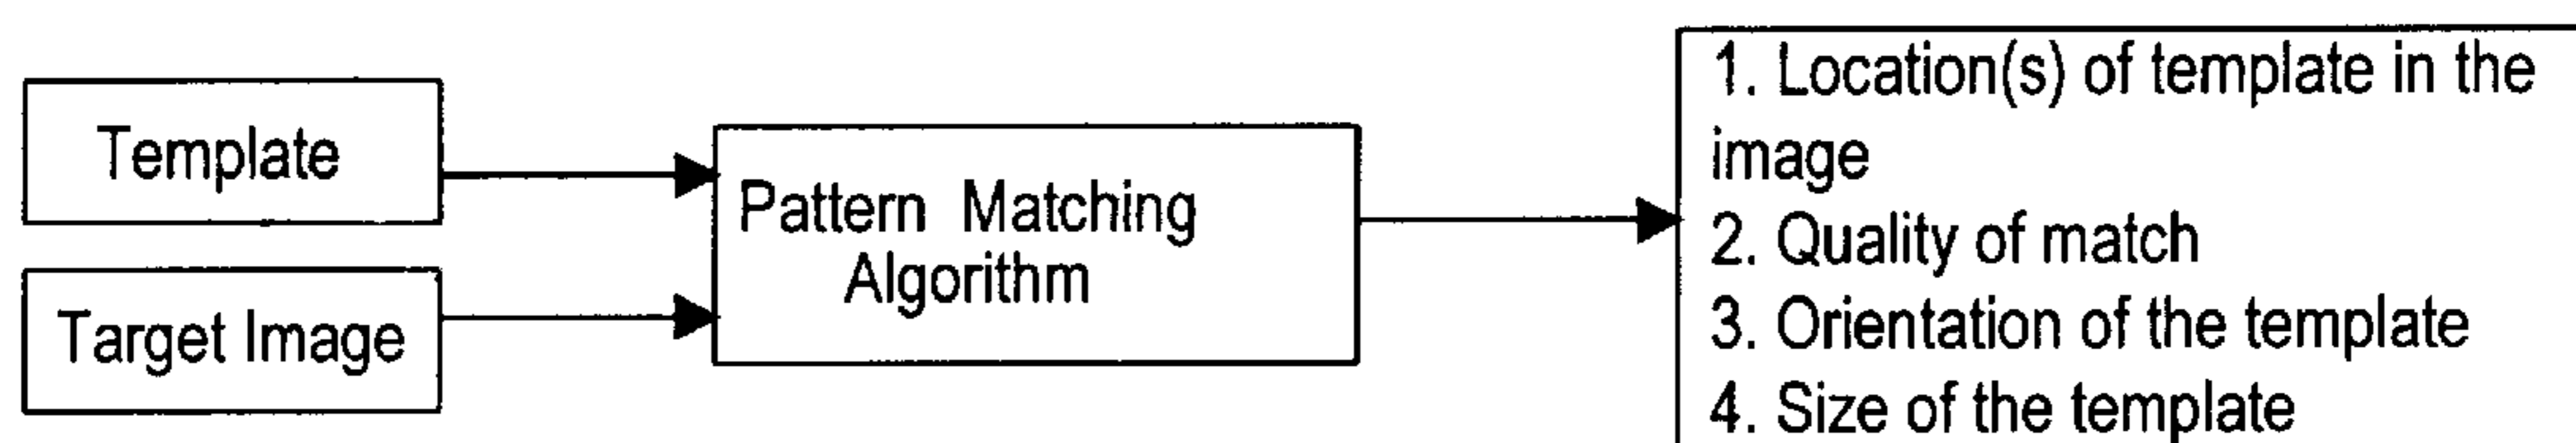 Template
Target Image
Pattern Matching
Algorithm
1. Location(s) of template in the
image
2. Quality of match
3. Orientation of the template
4. Size of the template